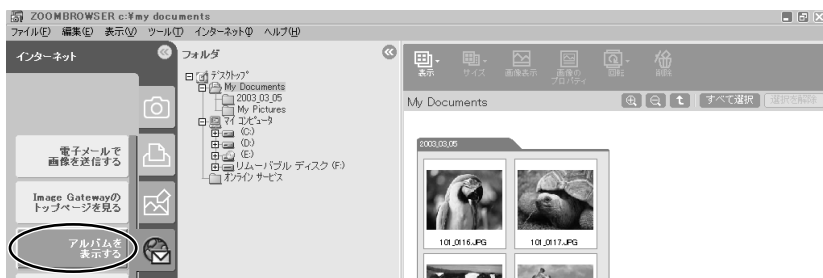 ZOOMBROWSER c:¥my documents
ファイル(F) 編集(E) 表示(V) ツール(T) インターネット(I) ヘルプ(H)
インターネット
電子メールで
画像を送信する
Image Gatewayの
トップページを見る
アルバムを
表示する
フォルダ
デスクトップ
My Documents
2003_03_05
My Pictures
マイ コンピュータ
(C:)
(D:)
(E:)
リムーバブル ディスク (F:)
オンライン サービス
表示
サイズ
画像表示
画像の
プロパティ
回転
削除
My Documents
すべて選択
選択を解除
2003_03_05
101_0116.JPG
101_0117.JPG